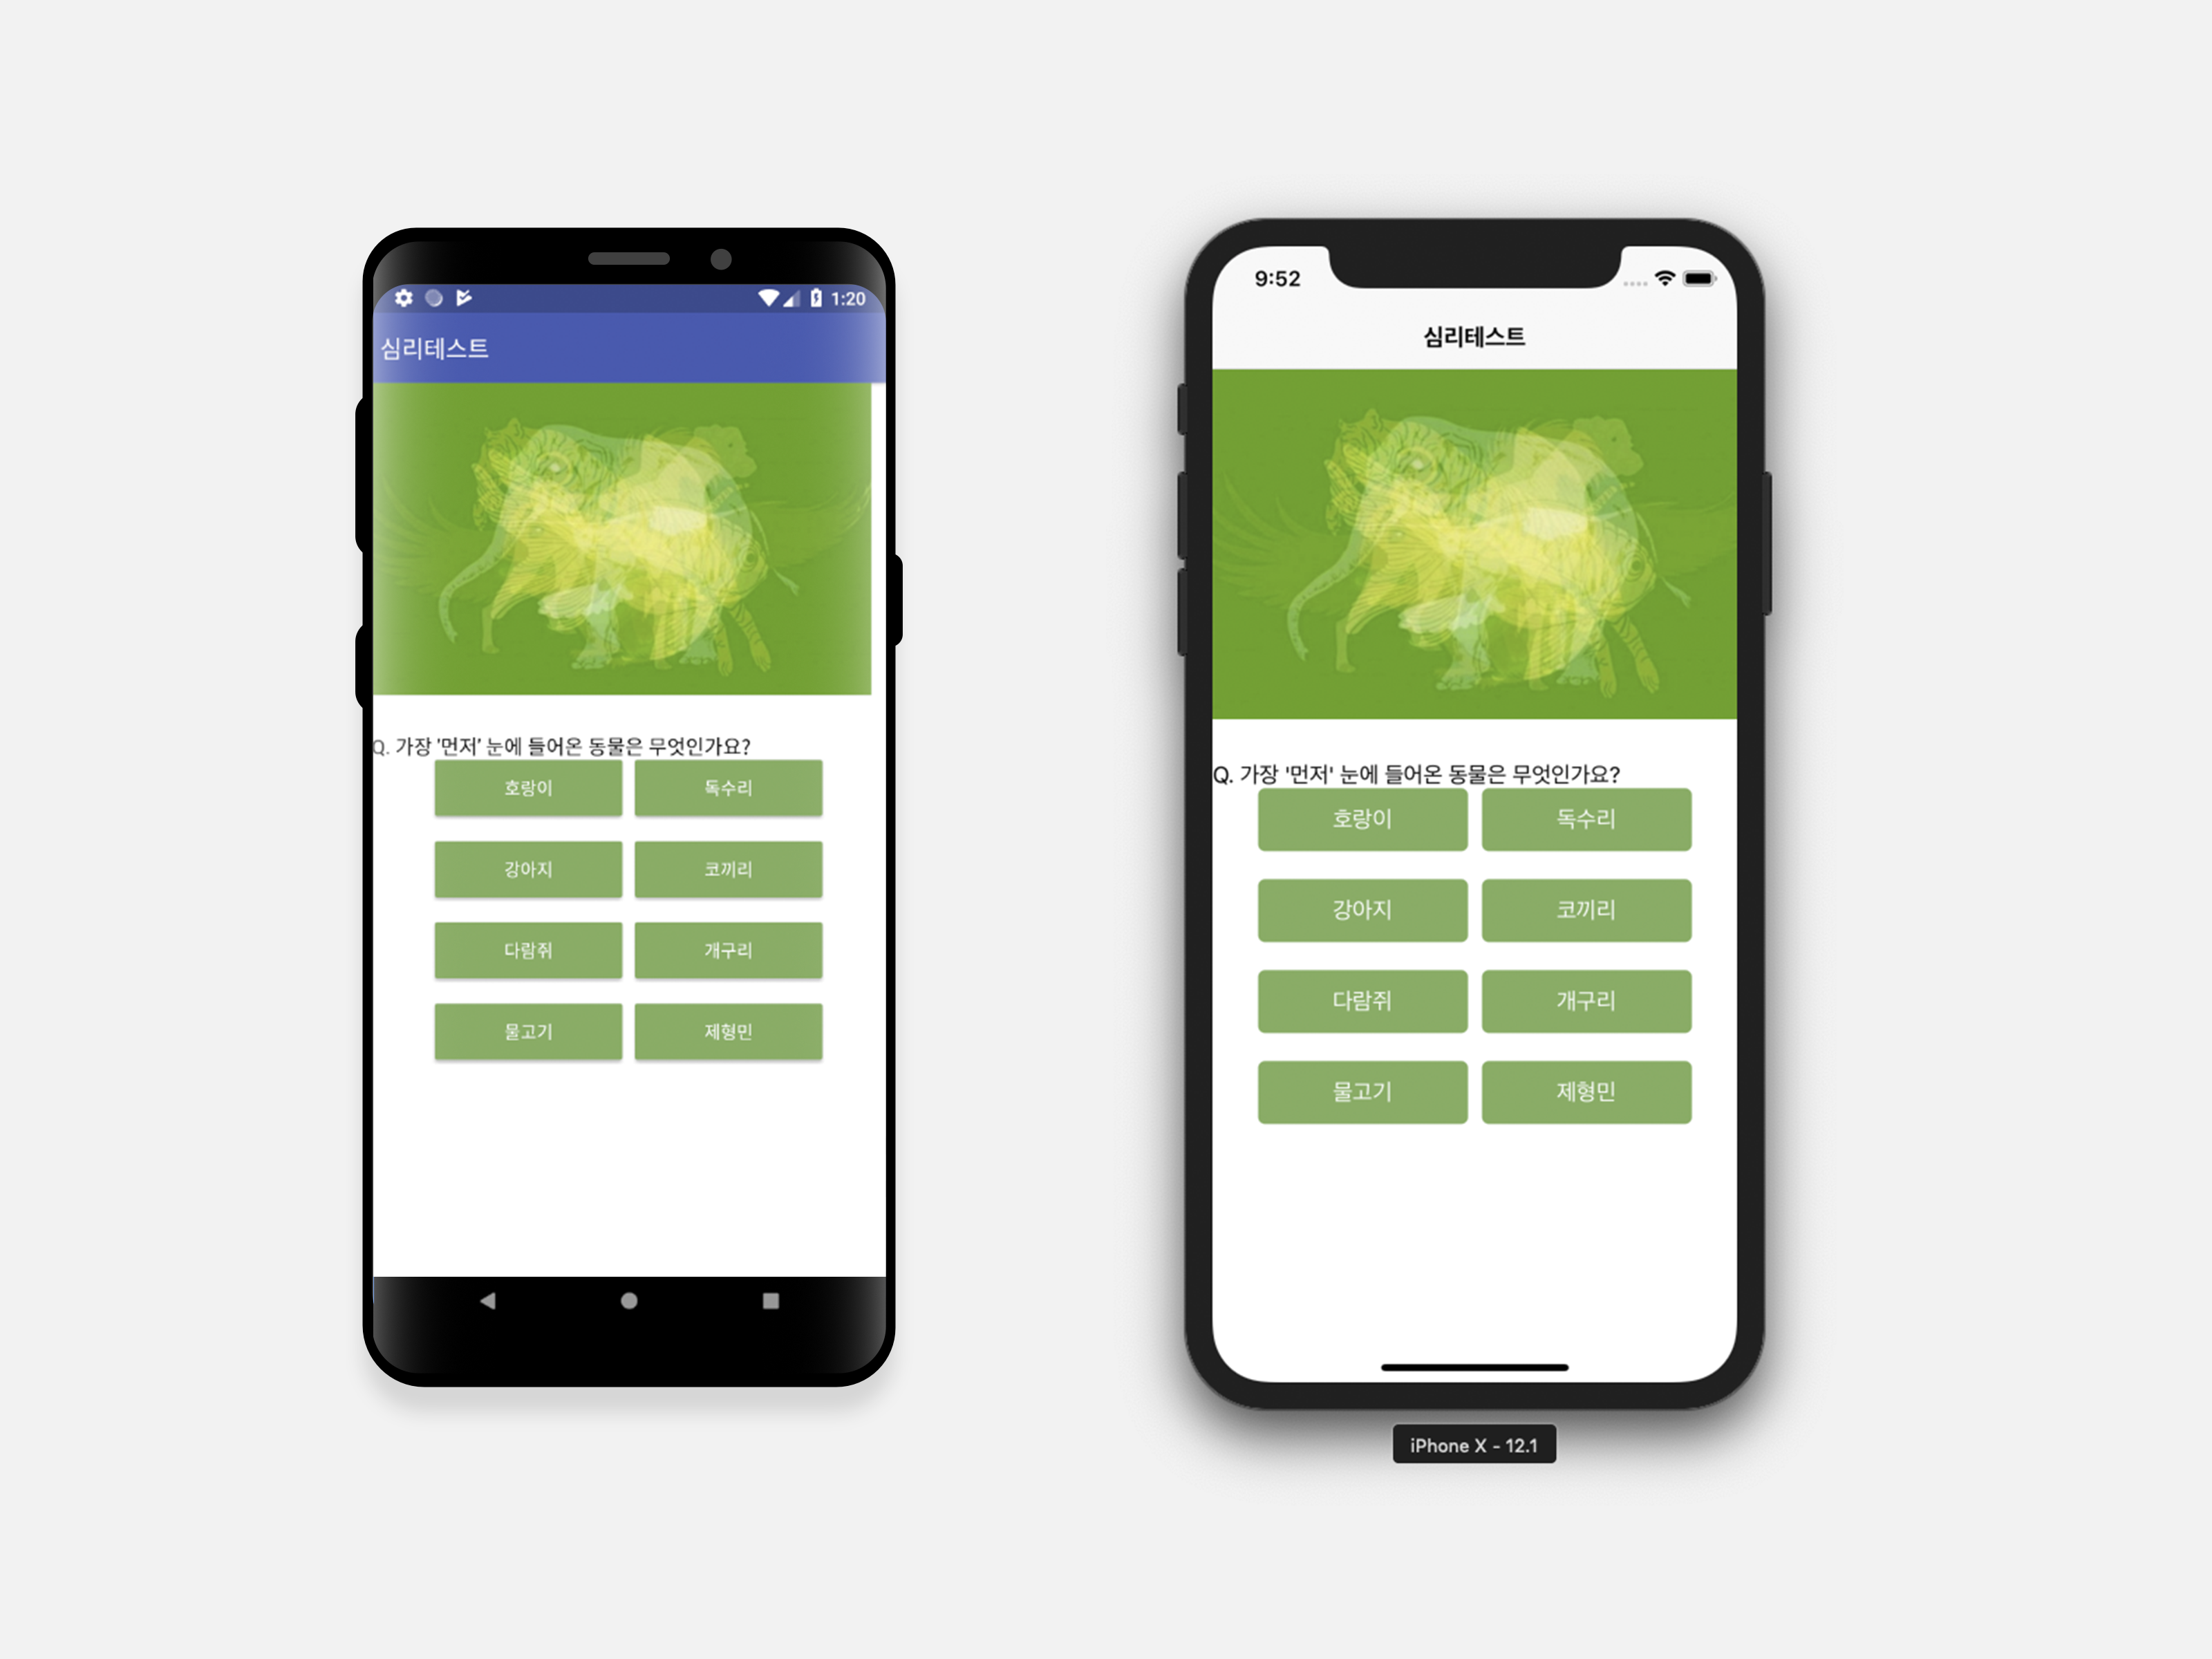 1:20
심리테스트
Q. 가장 '먼저' 눈에 들어온 동물은 무엇인가요?
호랑이 독수리
강아지 코끼리
다람쥐 개구리
물고기 제형민
9:52
심리테스트
Q. 가장 '먼저' 눈에 들어온 동물은 무엇인가요?
호랑이 독수리
강아지 코끼리
다람쥐 개구리
물고기 제형민
iPhone X - 12.1